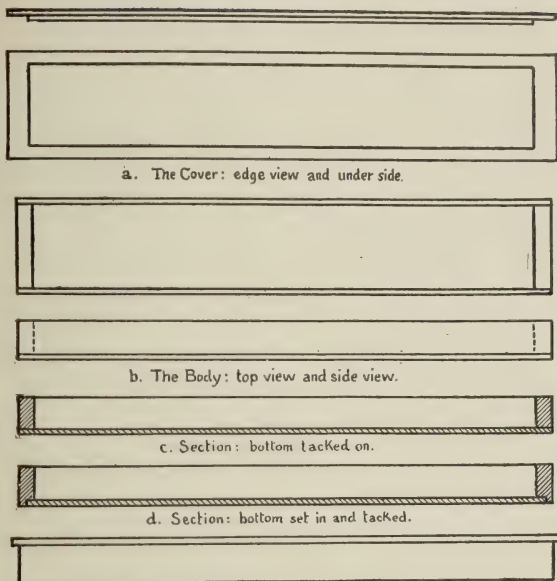 a. The Cover: edge view and under side.
b. The Body: top view and side view.
c. Section: bottom tacked on.
d. Section: bottom set in and tacked.